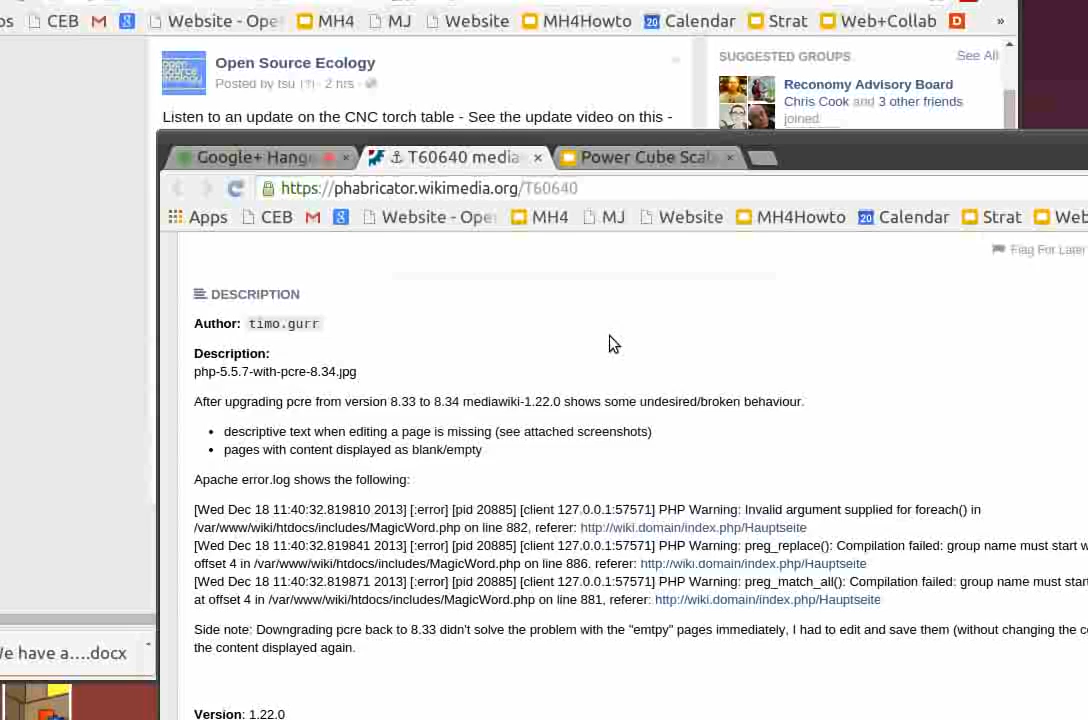 CEB MH4 MJ Website MH4Howto 20 Calendar Strat Web+Collab D »
Website - Ope
Open Source Ecology
Posted by tsu [?] · 2 hrs ·
Listen to an update on the CNC torch table - See the update video on this -
SUGGESTED GROUPS See All
Reconomy Advisory Board
Chris Cook and 3 other friends
joined.
Google+ Hang × T60640 media × Power Cube Scal ×
https://phabricator.wikimedia.org/T60640
Apps CEB Website - Ope MH4 MJ Website MH4Howto 20 Calendar Strat Web
Flag For Later
DESCRIPTION
Author: timo.gurr
Description:
php-5.5.7-with-pcre-8.34.jpg
After upgrading pcre from version 8.33 to 8.34 mediawiki-1.22.0 shows some undesired/broken behaviour.
• descriptive text when editing a page is missing (see attached screenshots)
• pages with content displayed as blank/empty
Apache error.log shows the following:
[Wed Dec 18 11:40:32.819810 2013] [:error] [pid 20885] [client 127.0.0.1:57571] PHP Warning: Invalid argument supplied for foreach() in
/var/www/wiki/htdocs/includes/MagicWord.php on line 882, referer: http://wiki.domain/index.php/Hauptseite
[Wed Dec 18 11:40:32.819841 2013] [:error] [pid 20885] [client 127.0.0.1:57571] PHP Warning: preg_replace(): Compilation failed: group name must start w
offset 4 in /var/www/wiki/htdocs/includes/MagicWord.php on line 886. referer: http://wiki.domain/index.php/Hauptseite
[Wed Dec 18 11:40:32.819871 2013] [:error] [pid 20885] [client 127.0.0.1:57571] PHP Warning: preg_match_all(): Compilation failed: group name must start
at offset 4 in /var/www/wiki/htdocs/includes/MagicWord.php on line 881, referer: http://wiki.domain/index.php/Hauptseite
Side note: Downgrading pcre back to 8.33 didn't solve the problem with the "emtpy" pages immediately, I had to edit and save them (without changing the c
the content displayed again.
Ve have a....docx
Version: 1.22.0